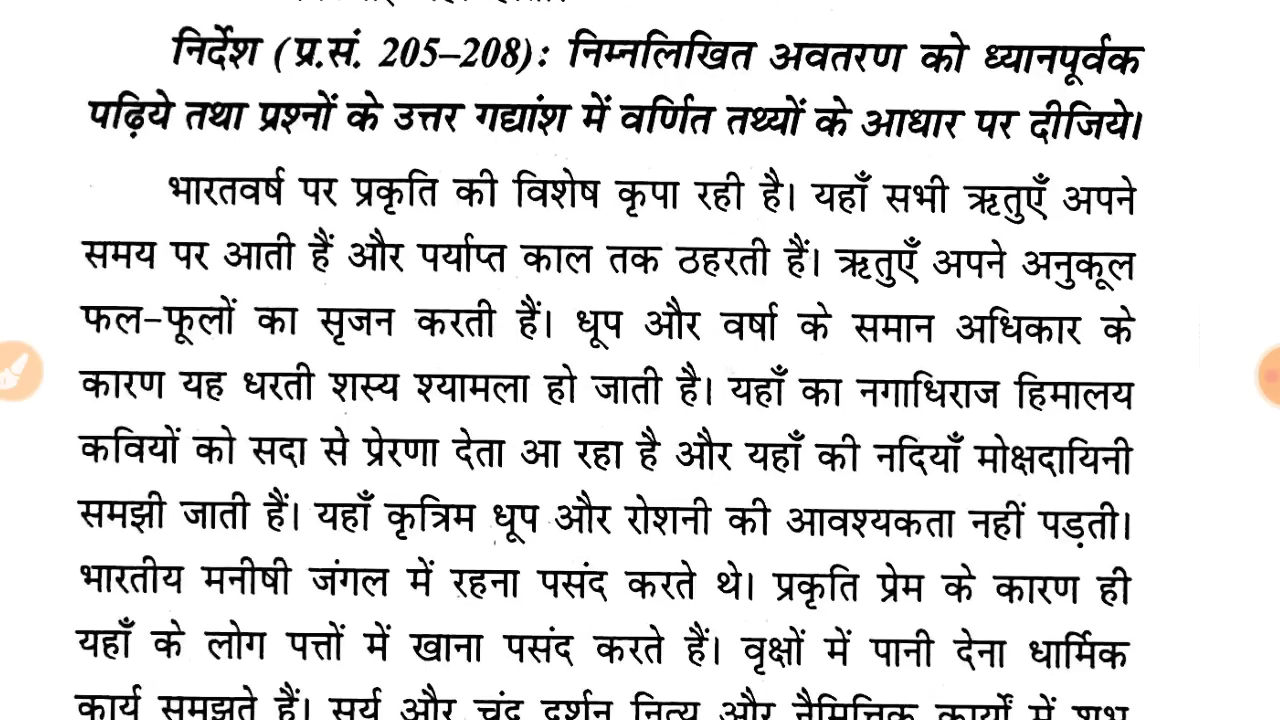 निर्देश (प्र.सं. 205–208): निम्नलिखित अवतरण को ध्यानपूर्वक
पढ़िये तथा प्रश्नों के उत्तर गद्यांश में वर्णित तथ्यों के आधार पर दीजिये।
भारतवर्ष पर प्रकृति की विशेष कृपा रही है। यहाँ सभी ऋतुएँ अपने
समय पर आती हैं और पर्याप्त काल तक ठहरती हैं। ऋतुएँ अपने अनुकूल
फल-फूलों का सृजन करती हैं। धूप और वर्षा के समान अधिकार के
कारण यह धरती शस्य श्यामला हो जाती है। यहाँ का नगाधिराज हिमालय
कवियों को सदा से प्रेरणा देता आ रहा है और यहाँ की नदियाँ मोक्षदायिनी
समझी जाती हैं। यहाँ कृत्रिम धूप और रोशनी की आवश्यकता नहीं पड़ती।
भारतीय मनीषी जंगल में रहना पसंद करते थे। प्रकृति प्रेम के कारण ही
यहाँ के लोग पत्तों में खाना पसंद करते हैं। वृक्षों में पानी देना धार्मिक
कार्य समझते हैं। सूर्य और चंद्र दर्शन नित्य और नैमित्तिक कार्यों में शुभ